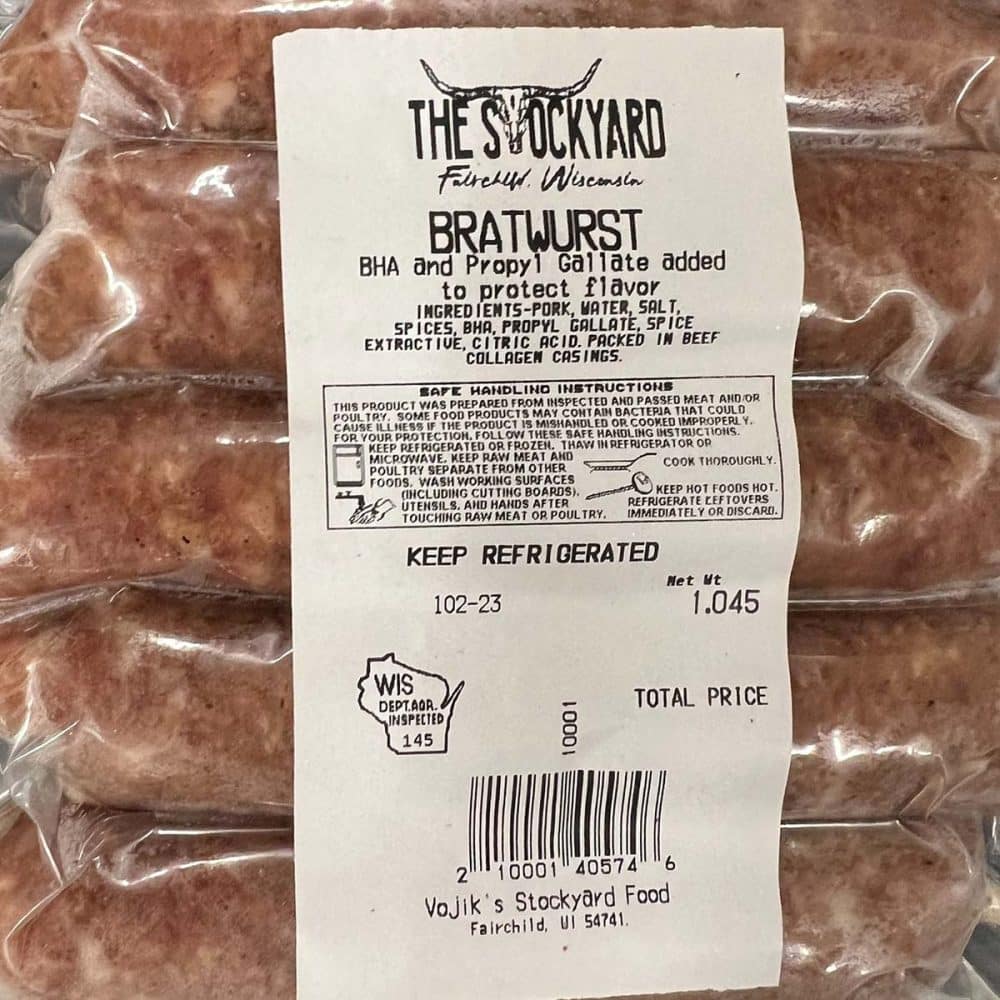 THE STOCKYARD
Fairchild, Wisconsin
BRATWURST
BHA and Propyl Gallate added
to protect flavor
INGREDIENTS-PORK, WATER, SALT,
SPICES, BHA, PROPYL GALLATE, SPICE
EXTRACTIVE, CITRIC ACID. PACKED IN BEEF
COLLAGEN CASINGS.
SAFE HANDLING INSTRUCTIONS
THIS PRODUCT WAS PREPARED FROM INSPECTED AND PASSED MEAT AND/OR
POULTRY. SOME FOOD PRODUCTS MAY CONTAIN BACTERIA THAT COULD
CAUSE ILLNESS IF THE PRODUCT IS MISHANDLED OR COOKED IMPROPERLY.
FOR YOUR PROTECTION, FOLLOW THESE SAFE HANDLING INSTRUCTIONS.
KEEP REFRIGERATED OR FROZEN. THAW IN REFRIGERATOR OR
MICROWAVE. KEEP RAW MEAT AND
POULTRY SEPARATE FROM OTHER
FOODS. WASH WORKING SURFACES
(INCLUDING CUTTING BOARDS),
UTENSILS, AND HANDS AFTER
TOUCHING RAW MEAT OR POULTRY.
COOK THOROUGHLY.
KEEP HOT FOODS HOT.
REFRIGERATE LEFTOVERS
IMMEDIATELY OR DISCARD.
KEEP REFRIGERATED
Net Wt
102-23 1.045
WIS
DEPT.AGR.
INSPECTED
145
10001
TOTAL PRICE
2 10001 40574 6
Vojik's Stockyard Food
Fairchild, WI 54741.